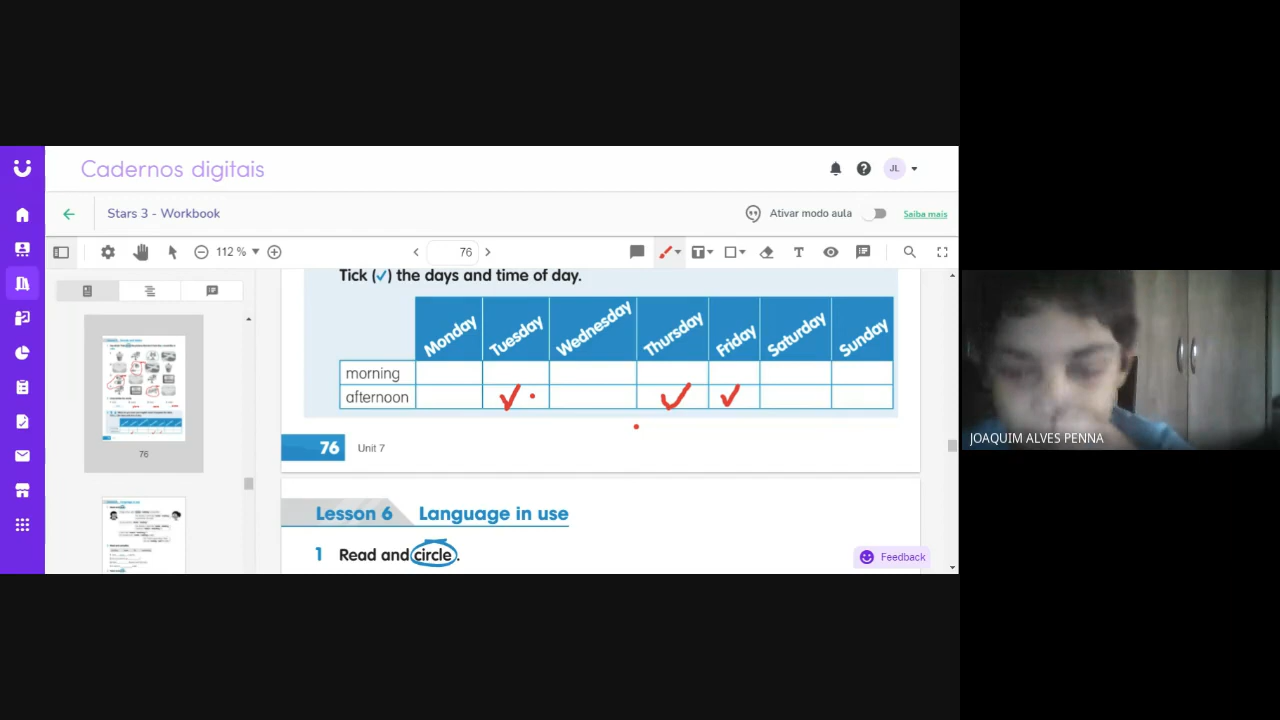 Cadernos digitais
JL
Stars 3 - Workbook
Ativar modo aula
Saiba mais
112 %
76
T
T
Tick (✓) the days and time of day.
Monday Tuesday Wednesday Thursday Friday Saturday Sunday
morning
afternoon ✓ ✓ ✓
76 Unit 7
76
Lesson 6 Language in use
1 Read and circle.
Feedback
JOAQUIM ALVES PENNA